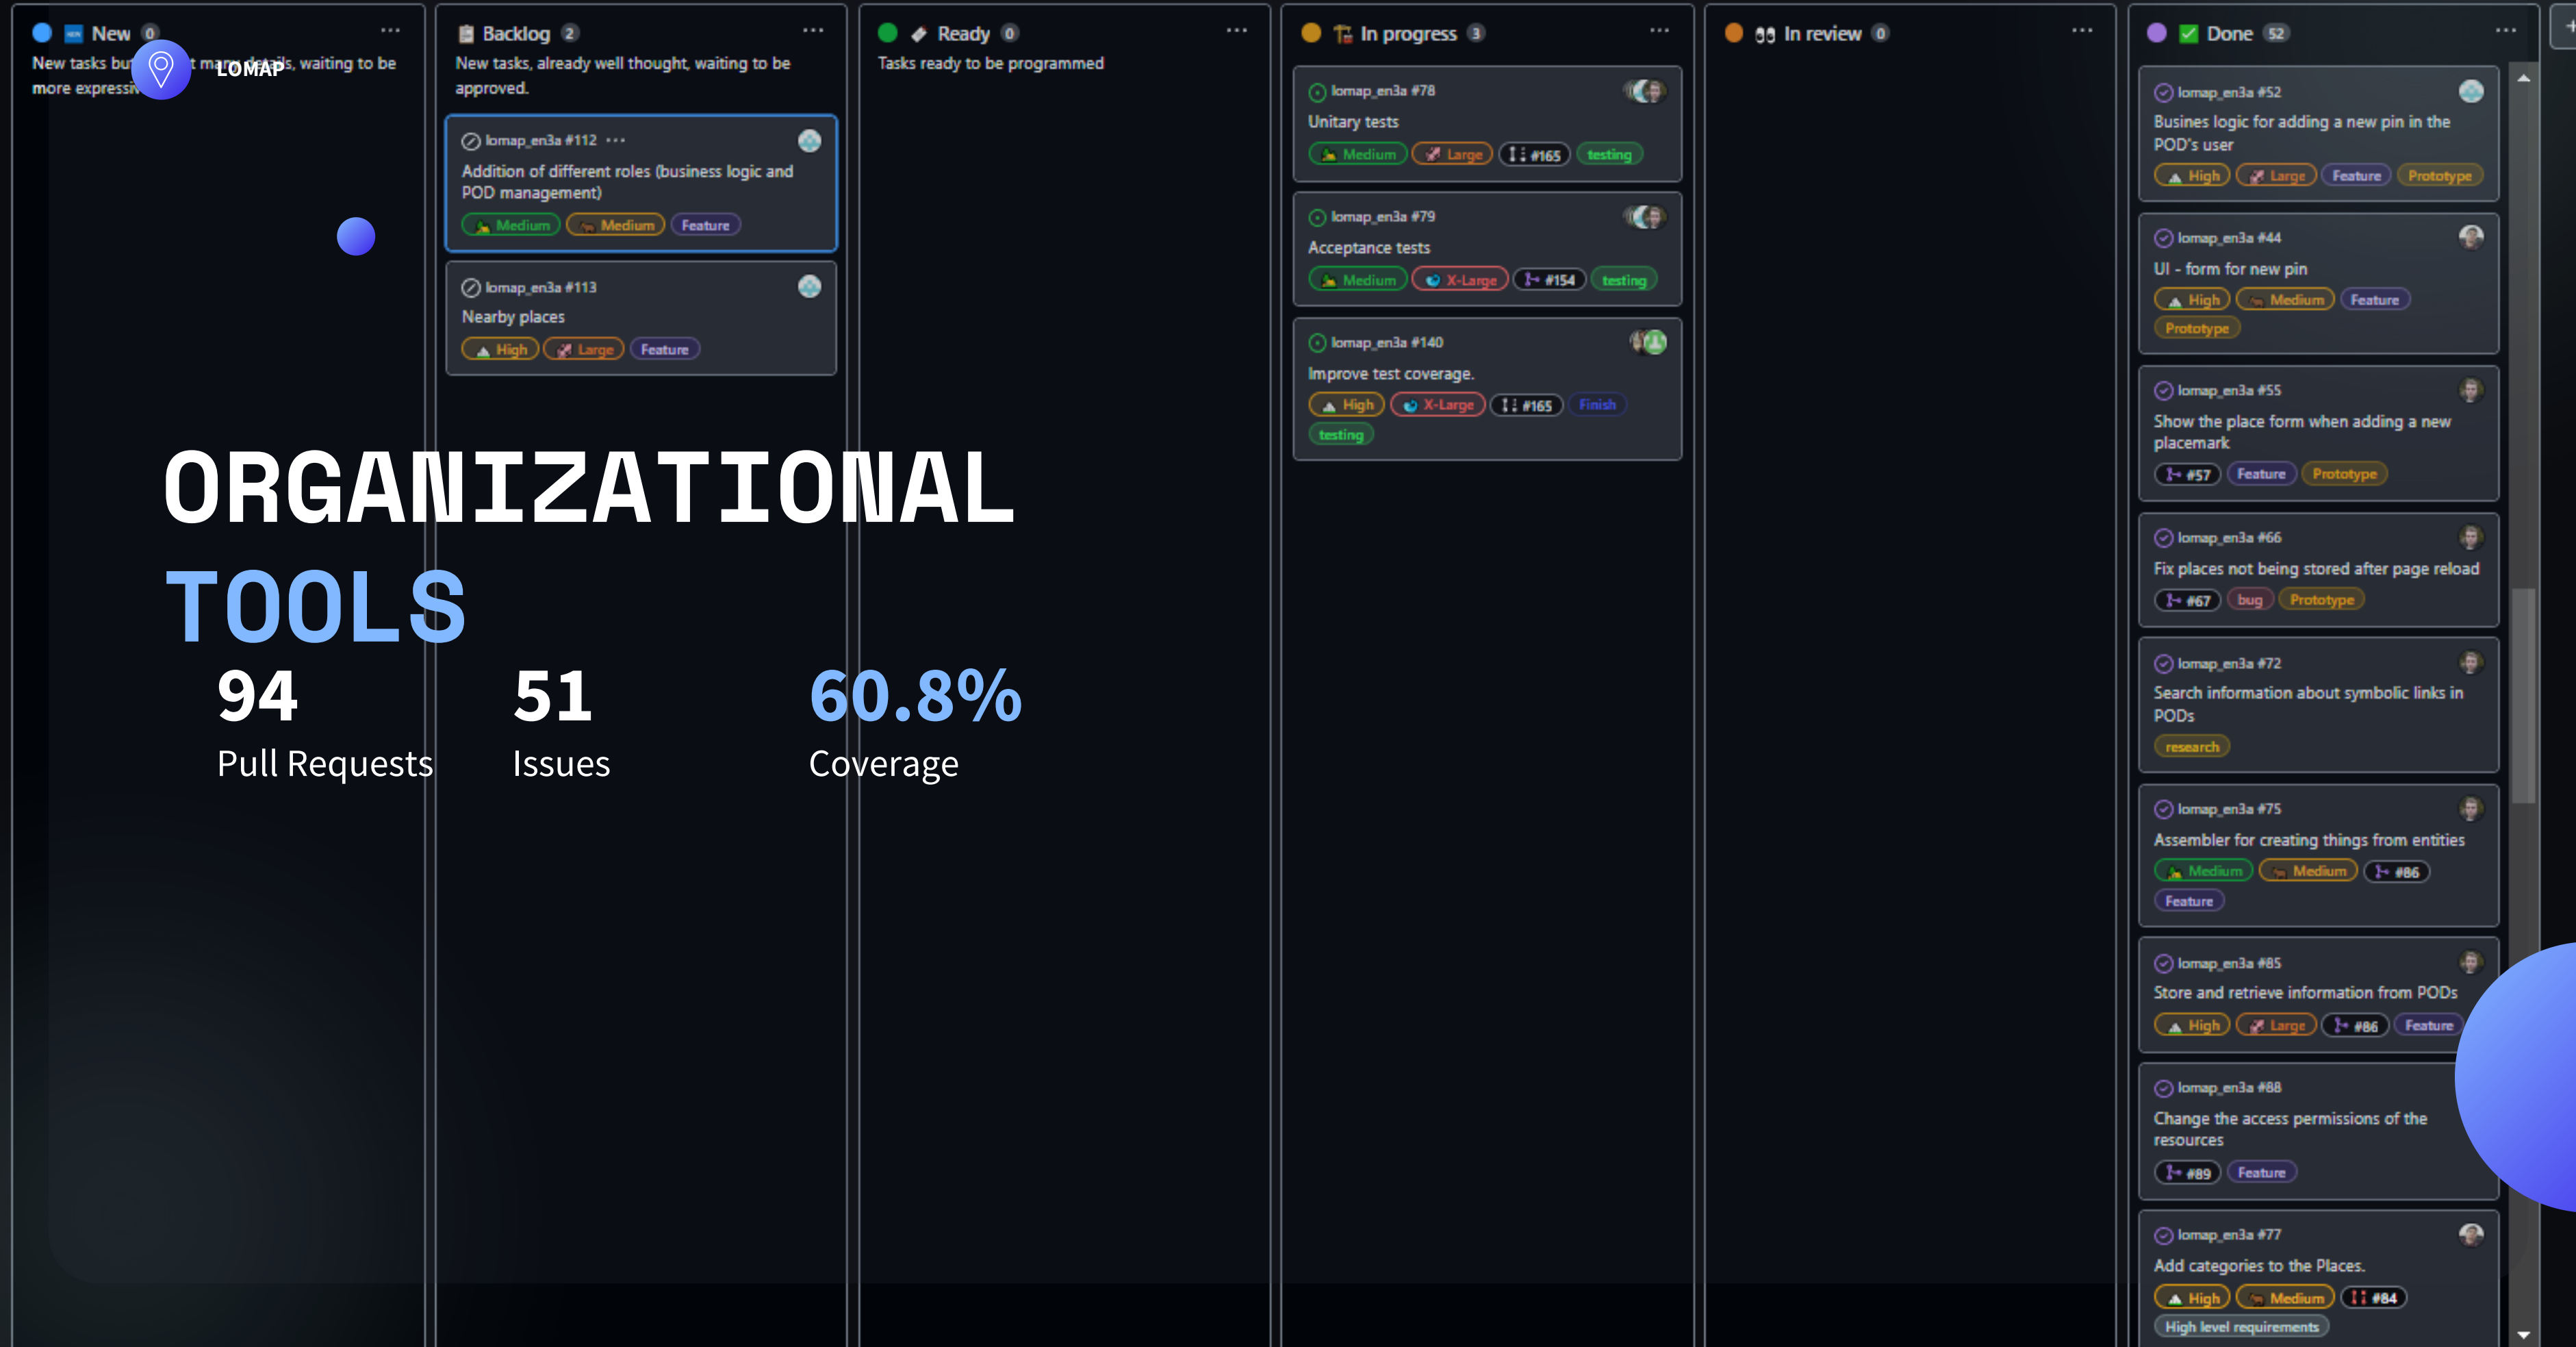 New 0
New tasks but t many details, waiting to be
more expressiv
LOMAP
Backlog 2
New tasks, already well thought, waiting to be
approved.
lomap_en3a #112
Addition of different roles (business logic and
POD management)
Medium Medium Feature
lomap_en3a #113
Nearby places
High Large Feature
Ready 0
Tasks ready to be programmed
ORGANIZATIONAL
TOOLS
94 51 60.8%
Pull Requests Issues Coverage
In progress 3
lomap_en3a #78
Unitary tests
Medium Large #165 testing
lomap_en3a #79
Acceptance tests
Medium X-Large #154 testing
lomap_en3a #140
Improve test coverage.
High X-Large #165 Finish
testing
In review 0
Done 52
lomap_en3a #52
Busines logic for adding a new pin in the
POD's user
High Large Feature Prototype
lomap_en3a #44
UI - form for new pin
High Medium Feature
Prototype
lomap_en3a #55
Show the place form when adding a new
placemark
#57 Feature Prototype
lomap_en3a #66
Fix places not being stored after page reload
#67 bug Prototype
lomap_en3a #72
Search information about symbolic links in
PODs
research
lomap_en3a #75
Assembler for creating things from entities
Medium Medium #86
Feature
lomap_en3a #85
Store and retrieve information from PODs
High Large #86 Feature
lomap_en3a #88
Change the access permissions of the
resources
#89 Feature
lomap_en3a #77
Add categories to the Places.
High Medium #84
High level requirements